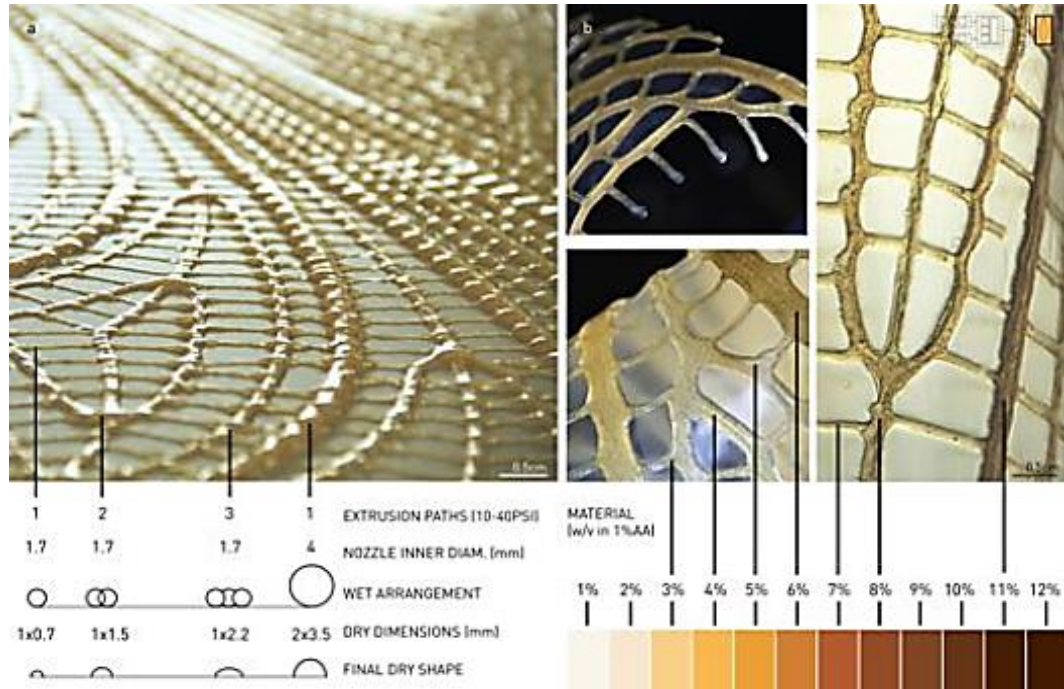 a
b
0.5cm
0.5cm
1 2 3 1 EXTRUSION PATHS (10-40PSI)
1.7 1.7 1.7 4 NOZZLE INNER DIAM. (mm)
WET ARRANGEMENT
1x0.7 1x1.5 1x2.2 2x3.5 DRY DIMENSIONS (mm)
FINAL DRY SHAPE
MATERIAL
(w/v in 1%AA)
1% 2% 3% 4% 5% 6% 7% 8% 9% 10% 11% 12%